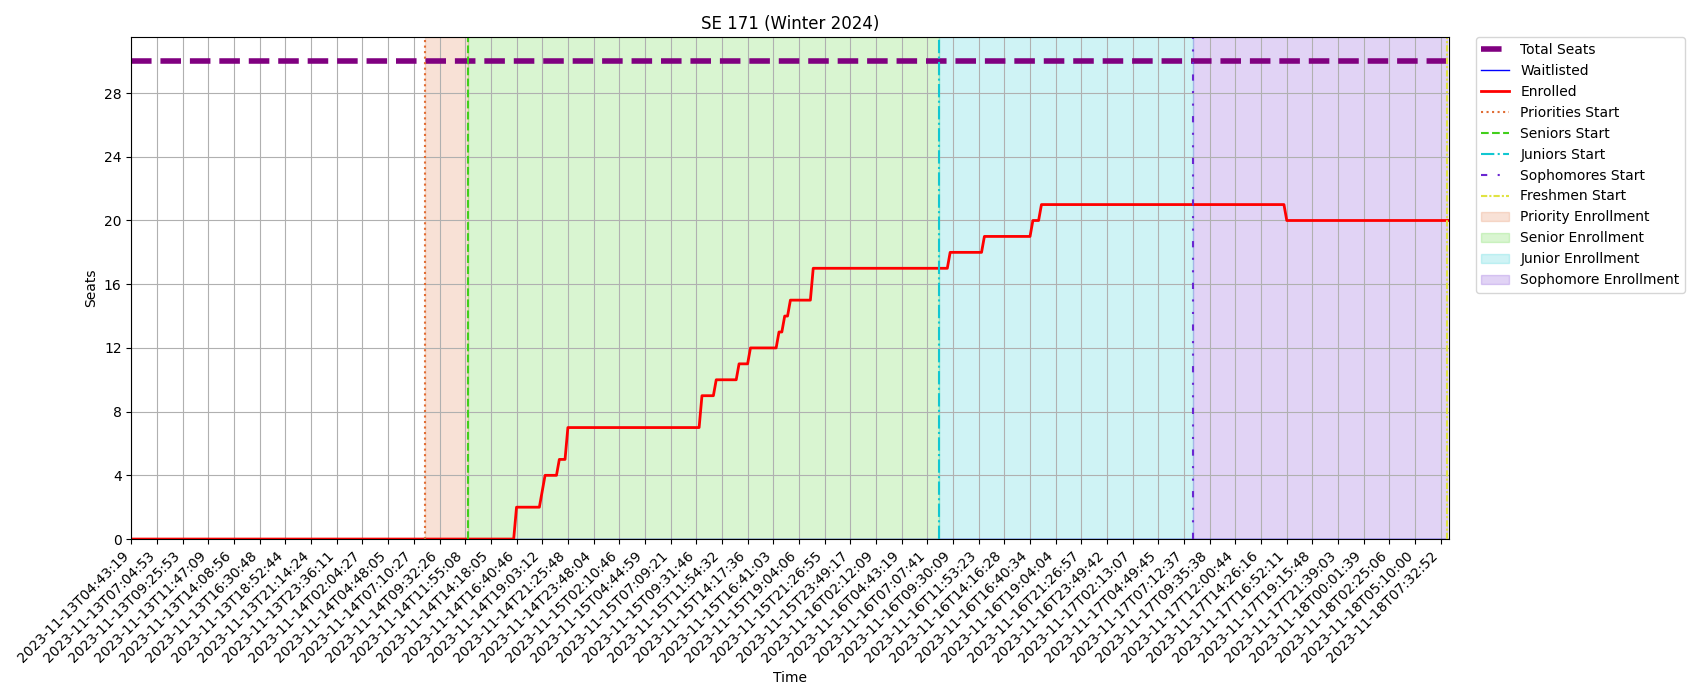 SE 171 (Winter 2024)
Total Seats
Waitlisted
Enrolled
Priorities Start
Seniors Start
Juniors Start
Sophomores Start
Freshmen Start
Priority Enrollment
Senior Enrollment
Junior Enrollment
Sophomore Enrollment
Seats
28
24
20
16
12
8
4
0
2023-11-13T04:43:19
2023-11-13T07:04:53
2023-11-13T09:25:53
2023-11-13T11:47:09
2023-11-13T14:08:56
2023-11-13T16:30:48
2023-11-13T18:52:44
2023-11-13T21:14:24
2023-11-13T23:36:11
2023-11-14T02:04:27
2023-11-14T04:48:05
2023-11-14T07:10:27
2023-11-14T09:32:26
2023-11-14T11:55:08
2023-11-14T14:18:05
2023-11-14T16:40:46
2023-11-14T19:03:12
2023-11-14T21:25:48
2023-11-14T23:48:04
2023-11-15T02:10:46
2023-11-15T04:44:59
2023-11-15T07:09:21
2023-11-15T09:31:46
2023-11-15T11:54:32
2023-11-15T14:17:36
2023-11-15T16:41:03
2023-11-15T19:04:06
2023-11-15T21:26:55
2023-11-15T23:49:17
2023-11-16T02:12:09
2023-11-16T04:43:19
2023-11-16T07:07:41
2023-11-16T09:30:09
2023-11-16T11:53:23
2023-11-16T14:16:28
2023-11-16T16:40:34
2023-11-16T19:04:04
2023-11-16T21:26:57
2023-11-16T23:49:42
2023-11-17T02:13:07
2023-11-17T04:49:45
2023-11-17T07:12:37
2023-11-17T09:35:38
2023-11-17T12:00:44
2023-11-17T14:26:16
2023-11-17T16:52:11
2023-11-17T19:15:48
2023-11-17T21:39:03
2023-11-18T00:01:39
2023-11-18T02:25:06
2023-11-18T05:10:00
2023-11-18T07:32:52
Time